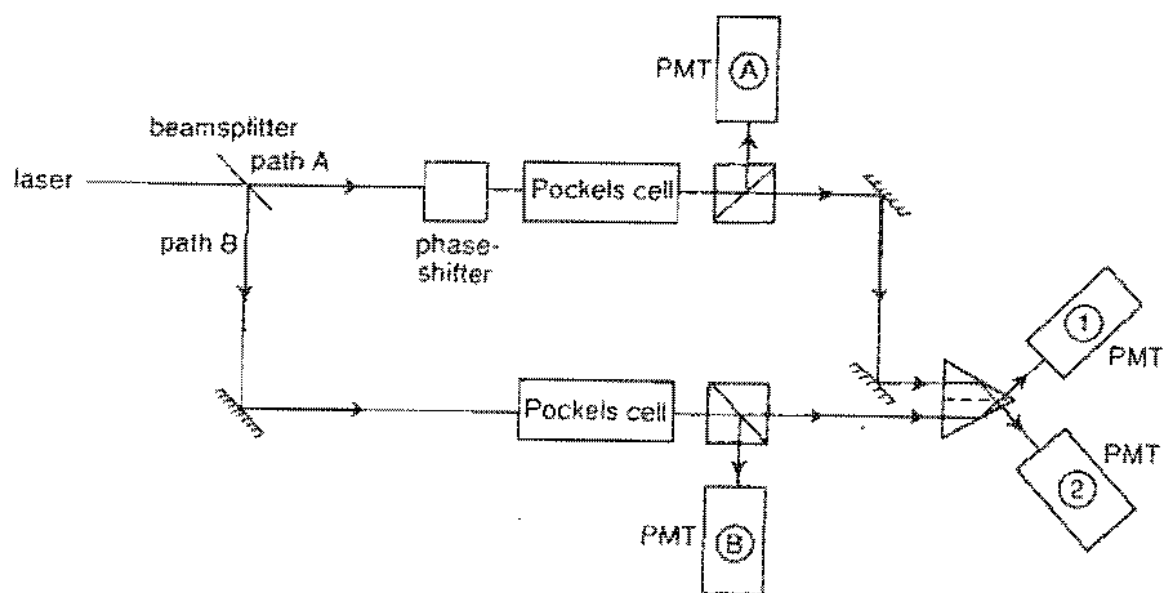 PMT
A
beamsplitter
path A
laser
Pockels cell
path B
phase-
shifter
1
PMT
Pockels cell
PMT
2
PMT
B